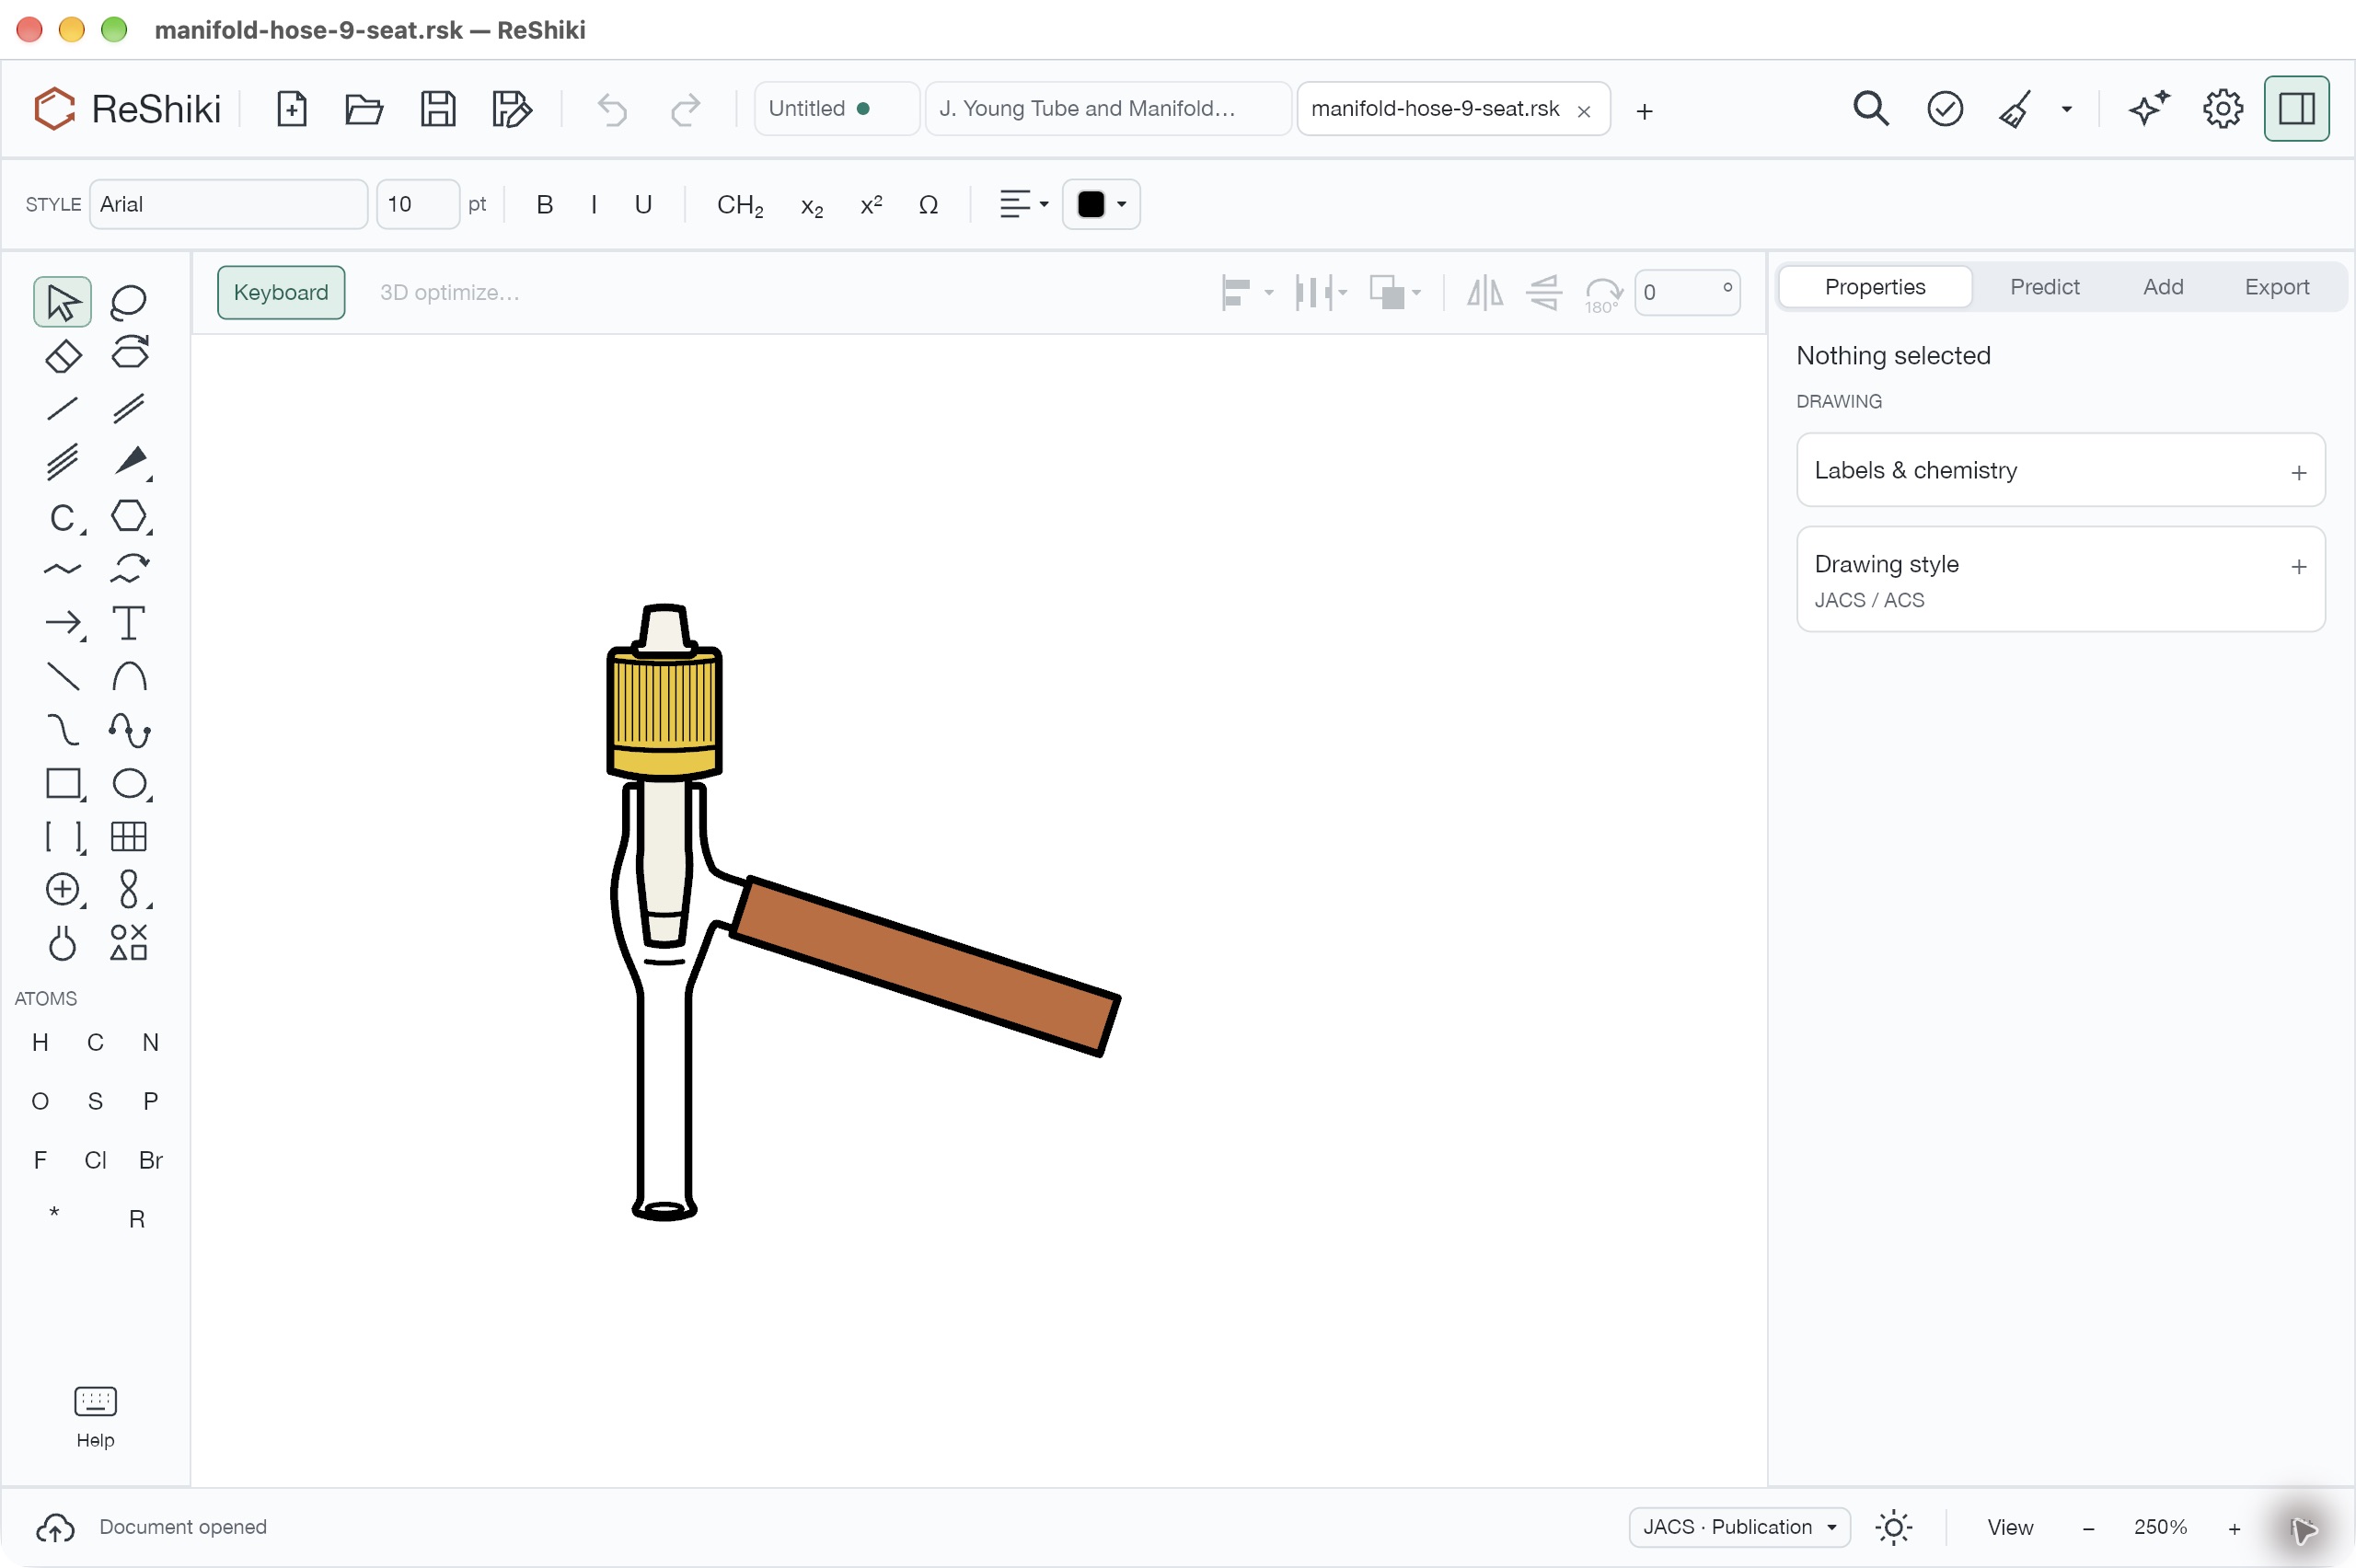 manifold-hose-9-seat.rsk — ReShiki
ReShiki
Untitled
J. Young Tube and Manifold...
manifold-hose-9-seat.rsk ×
+
STYLE Arial 10 pt B I U CH₂ x₂ x² Ω
Keyboard 3D optimize...
180° 0 °
Properties Predict Add Export
Nothing selected
DRAWING
Labels & chemistry +
Drawing style +
JACS / ACS
C
T
ATOMS
H C N
O S P
F Cl Br
* R
Help
Document opened
JACS · Publication
View – 250% +